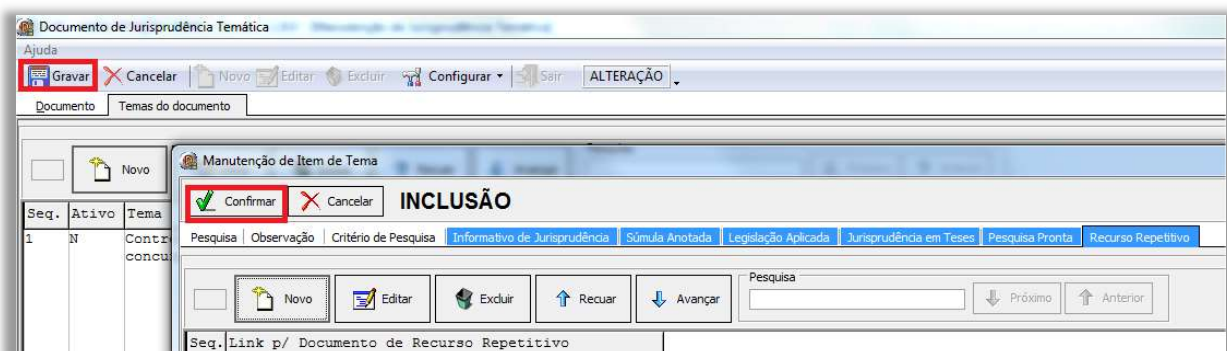 Documento de Jurisprudência Temática
Ajuda
Gravar Cancelar Novo Editar Excluir Configurar Sair ALTERAÇÃO
Documento Temas do documento
Novo
Manutenção de Item de Tema
Confirmar Cancelar INCLUSÃO
Seq. Ativo Tema
Pesquisa Observação Critério de Pesquisa Informativo de Jurisprudência Súmula Anotada Legislação Aplicada Jurisprudência em Teses Pesquisa Pronta Recurso Repetitivo
1 N Contr
concu
Novo Editar Excluir Recuar Avançar Pesquisa Próximo Anterior
Seq. Link p/ Documento de Recurso Repetitivo